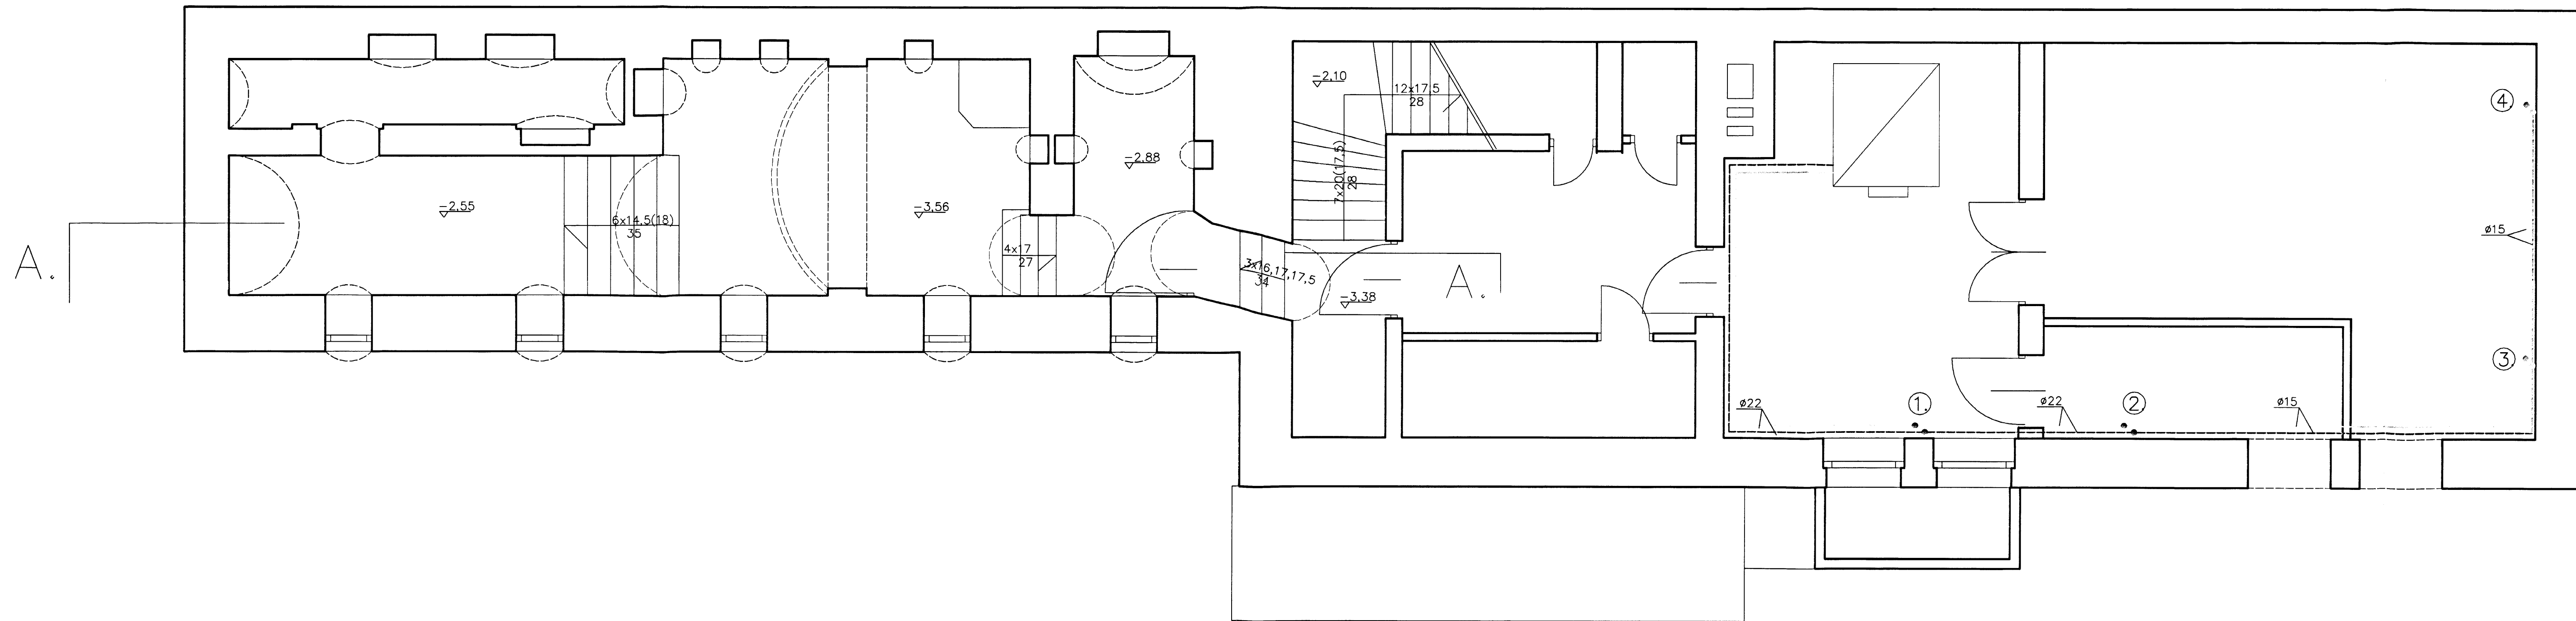 A.
-2,55
6x14,5(18)
35
-3,56
4x17
27
-2,88
3x16,17,17,5
34
-2,10
12x17,5
28
7x20(17,5)
28
-3,38
A.
ø22
1.
ø22
2.
ø15
3.
ø15
4.